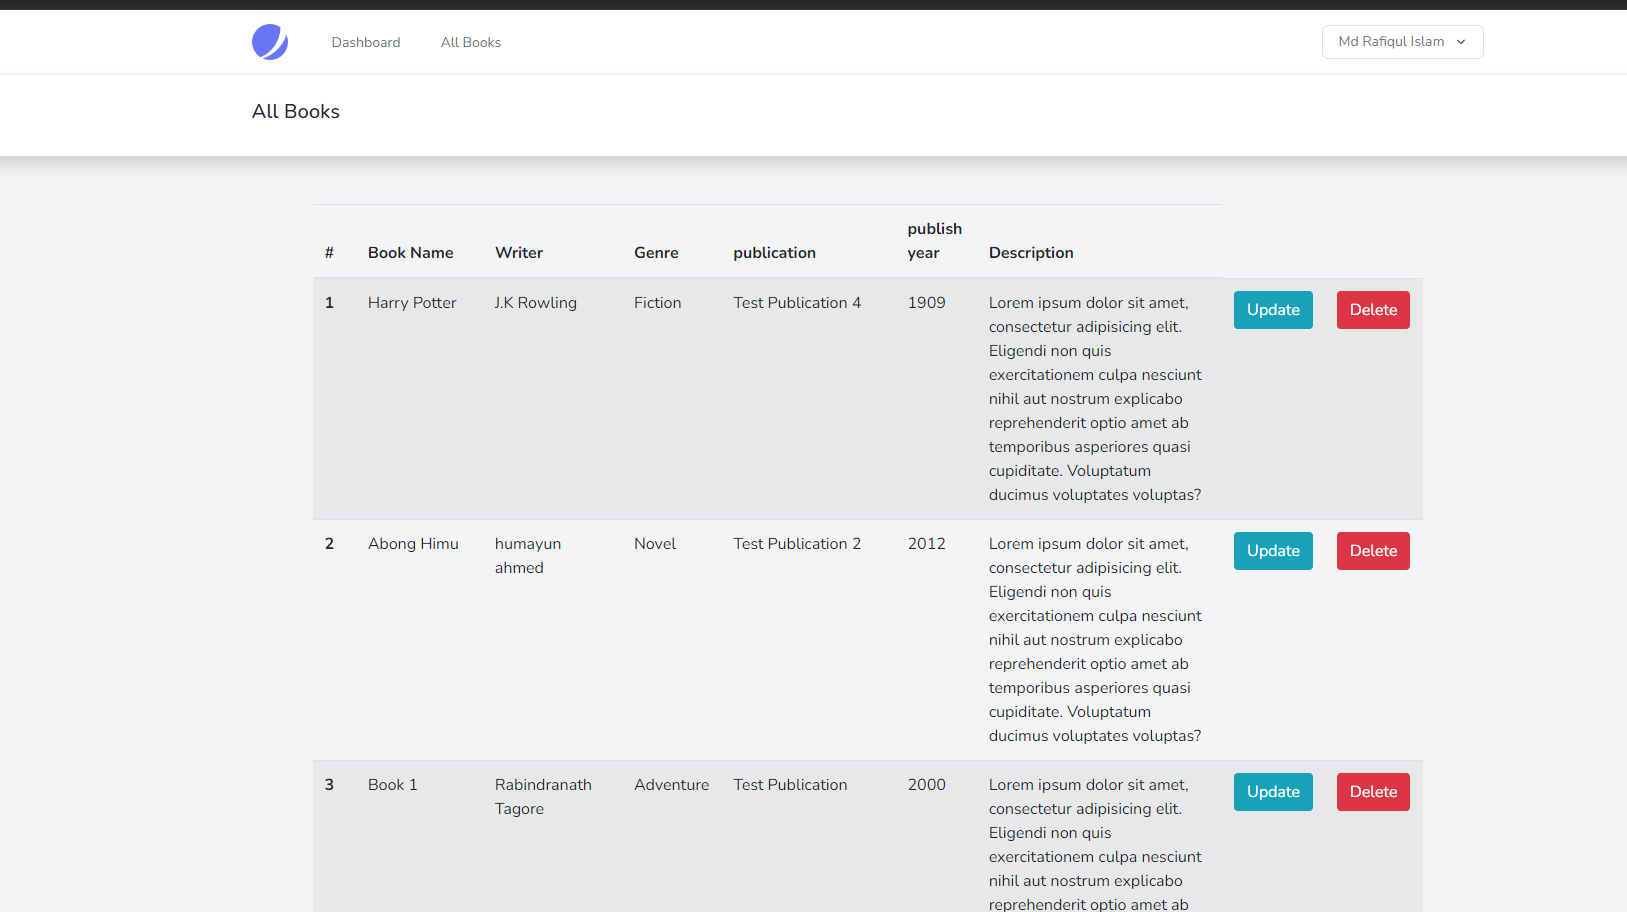 Dashboard All Books Md Rafiqul Islam
All Books
# Book Name Writer Genre publication publish year Description
1 Harry Potter J.K Rowling Fiction Test Publication 4 1909 Lorem ipsum dolor sit amet, Update Delete
consectetur adipisicing elit.
Eligendi non quis
exercitationem culpa nesciunt
nihil aut nostrum explicabo
reprehenderit optio amet ab
temporibus asperiores quasi
cupiditate. Voluptatum
ducimus voluptates voluptas?
2 Abong Himu humayun ahmed Novel Test Publication 2 2012 Lorem ipsum dolor sit amet, Update Delete
consectetur adipisicing elit.
Eligendi non quis
exercitationem culpa nesciunt
nihil aut nostrum explicabo
reprehenderit optio amet ab
temporibus asperiores quasi
cupiditate. Voluptatum
ducimus voluptates voluptas?
3 Book 1 Rabindranath Tagore Adventure Test Publication 2000 Lorem ipsum dolor sit amet, Update Delete
consectetur adipisicing elit.
Eligendi non quis
exercitationem culpa nesciunt
nihil aut nostrum explicabo
reprehenderit optio amet ab